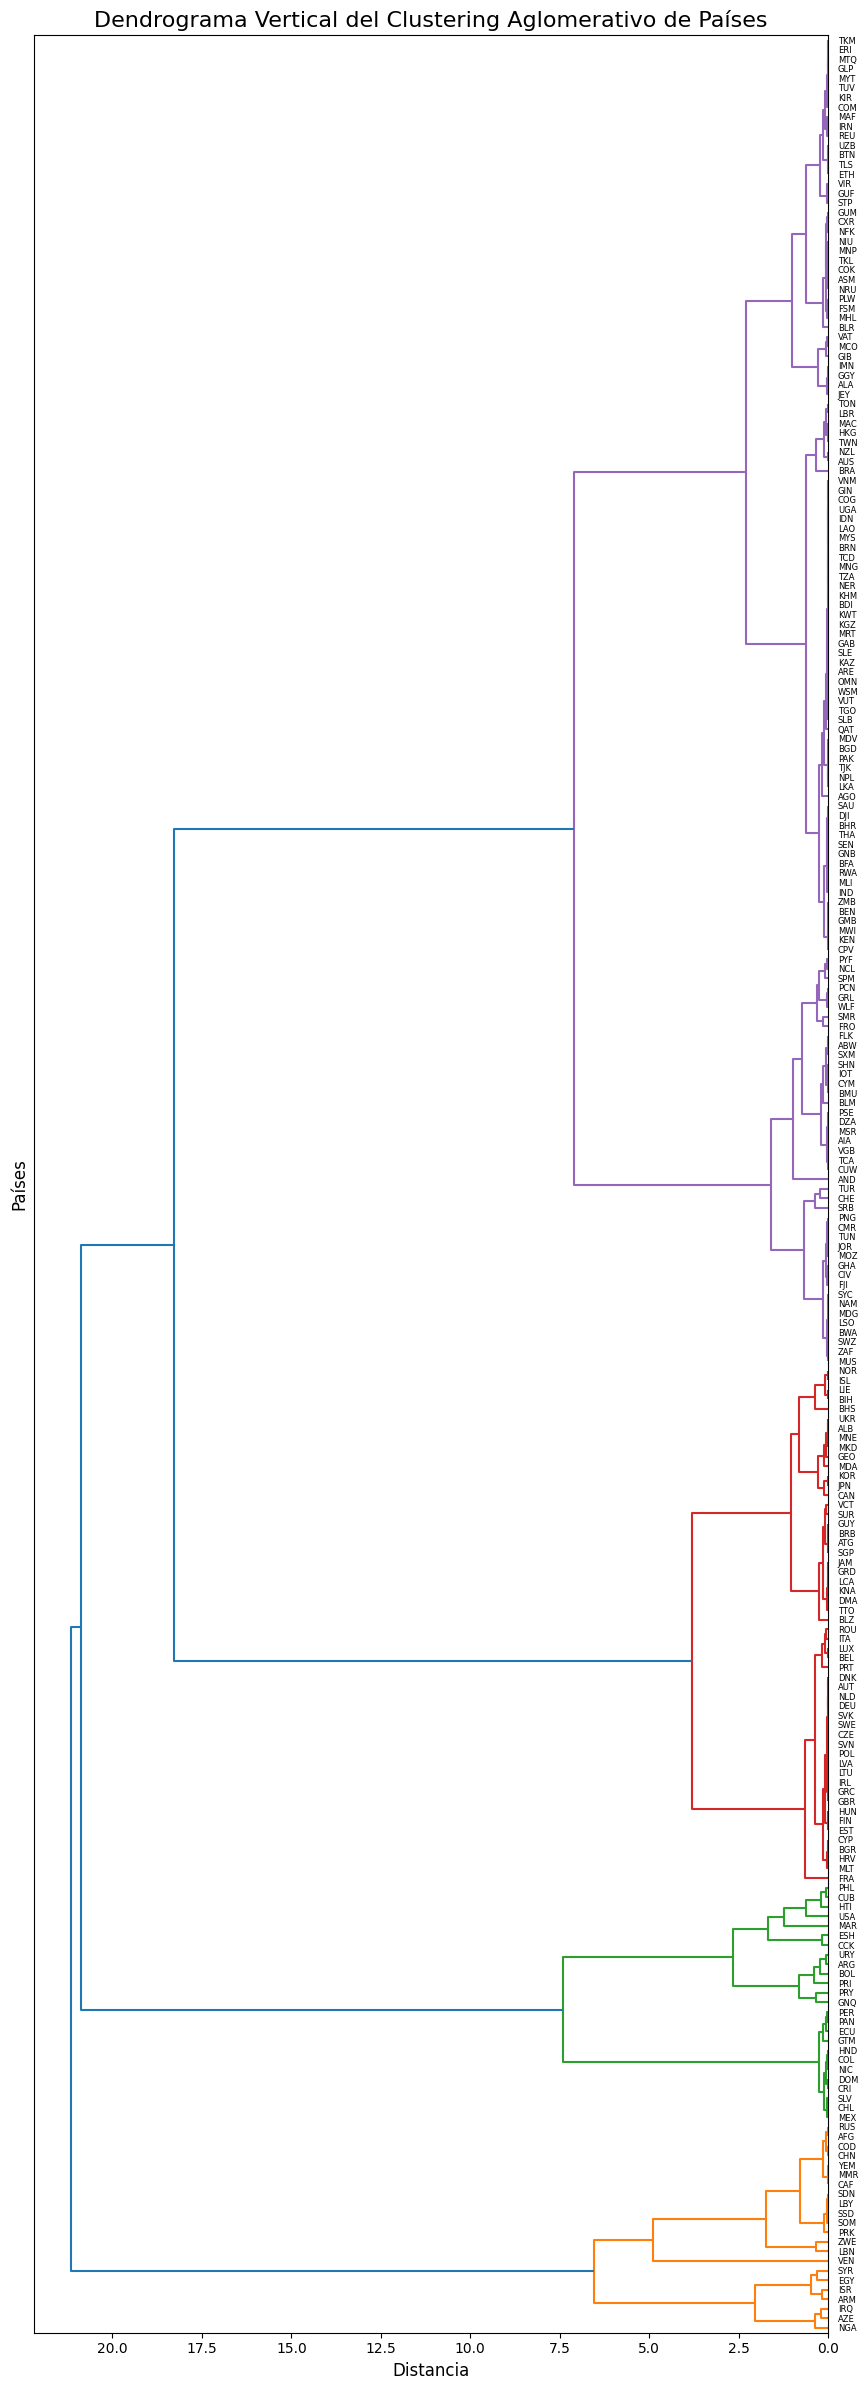 Dendrograma Vertical del Clustering Aglomerativo de Países
TKM
ERI
MTQ
GLP
MYT
TUV
KIR
COM
MAF
IRN
REU
UZB
BTN
TLS
ETH
VIR
GUF
STP
GUM
CXR
NFK
NIU
MNP
TKL
COK
ASM
NRU
PLW
FSM
MHL
BLR
VAT
MCO
GIB
IMN
GGY
ALA
JEY
TON
LBR
MAC
HKG
TWN
NZL
AUS
BRA
VNM
GIN
COG
UGA
IDN
LAO
MYS
BRN
TCD
MNG
TZA
NER
KHM
BDI
KWT
KGZ
MRT
GAB
SLE
KAZ
ARE
OMN
WSM
VUT
TGO
SLB
QAT
MDV
BGD
PAK
TJK
NPL
LKA
AGO
SAU
DJI
BHR
THA
SEN
GNB
BFA
RWA
MLI
IND
ZMB
BEN
GMB
MWI
KEN
CPV
PYF
NCL
SPM
PCN
GRL
WLF
SMR
FRO
FLK
ABW
SXM
SHN
IOT
CYM
BMU
BLM
PSE
DZA
MSR
AIA
VGB
TCA
CUW
AND
TUR
CHE
SRB
PNG
CMR
TUN
JOR
MOZ
GHA
CIV
FJI
SYC
NAM
MDG
LSO
BWA
SWZ
ZAF
MUS
NOR
ISL
LIE
BIH
BHS
UKR
ALB
MNE
MKD
GEO
MDA
KOR
JPN
CAN
VCT
SUR
GUY
BRB
ATG
SGP
JAM
GRD
LCA
KNA
DMA
TTO
BLZ
ROU
ITA
LUX
BEL
PRT
DNK
AUT
NLD
DEU
SVK
SWE
CZE
SVN
POL
LVA
LTU
IRL
GRC
GBR
HUN
FIN
EST
CYP
BGR
HRV
MLT
FRA
PHL
CUB
HTI
USA
MAR
ESH
CCK
URY
ARG
BOL
PRI
PRY
GNQ
PER
PAN
ECU
GTM
HND
COL
NIC
DOM
CRI
SLV
CHL
MEX
RUS
AFG
COD
CHN
YEM
MMR
CAF
SDN
LBY
SSD
SOM
PRK
ZWE
LBN
VEN
SYR
EGY
ISR
ARM
IRQ
AZE
NGA
Países
20.0 17.5 15.0 12.5 10.0 7.5 5.0 2.5 0.0
Distancia